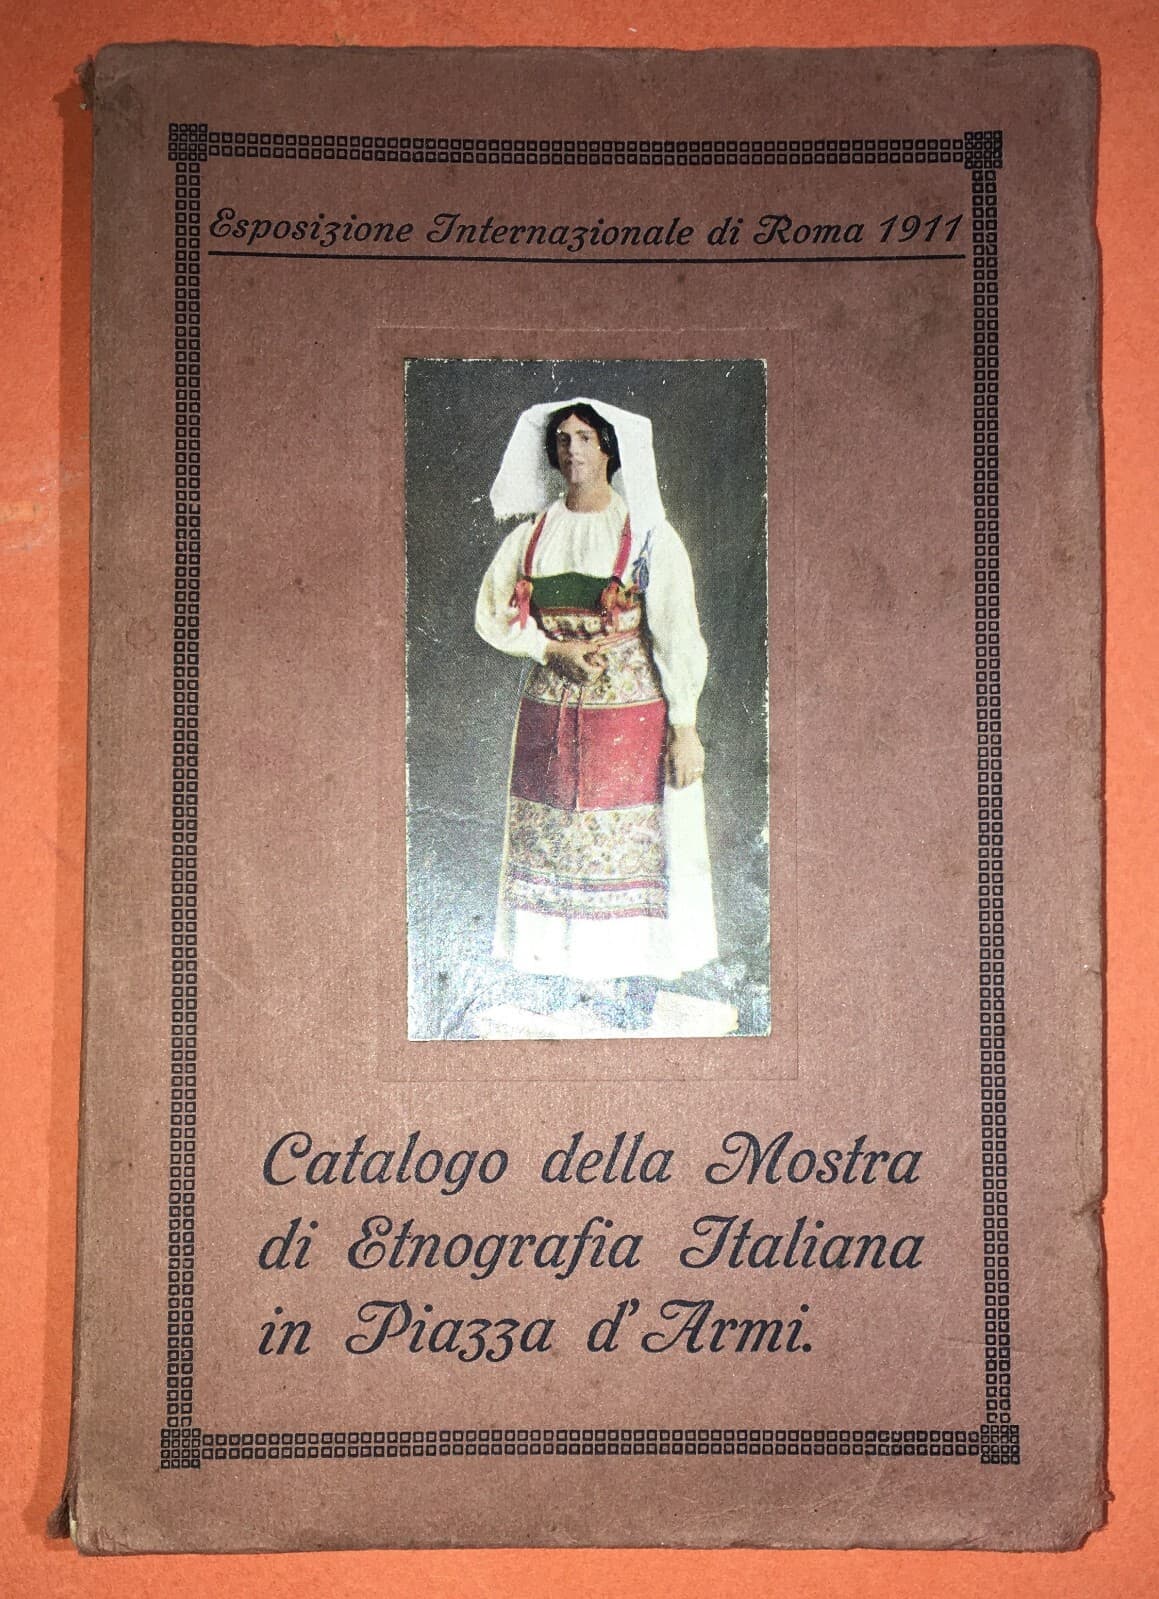 Esposizione Internazionale di Roma 1911
Catalogo della Mostra
di Etnografia Italiana
in Piazza d'Armi.